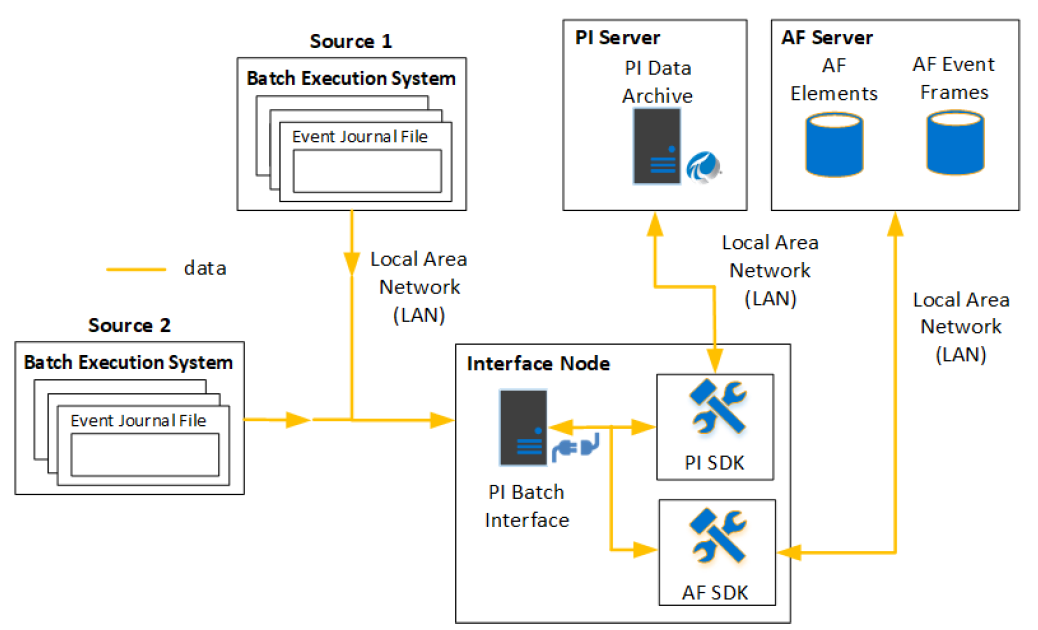 Source 1
Batch Execution System
Event Journal File
PI Server
PI Data
Archive
AF Server
AF
Elements
AF Event
Frames
data
Local Area
Network
(LAN)
Local Area
Network
(LAN)
Local Area
Network
(LAN)
Source 2
Batch Execution System
Event Journal File
Interface Node
PI Batch
Interface
PI SDK
AF SDK